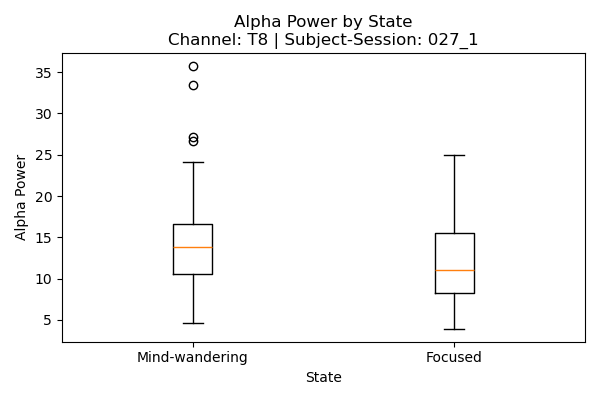 Alpha Power by State
Channel: T8 | Subject-Session: 027_1
Alpha Power
35
30
25
20
15
10
5
Mind-wandering
Focused
State